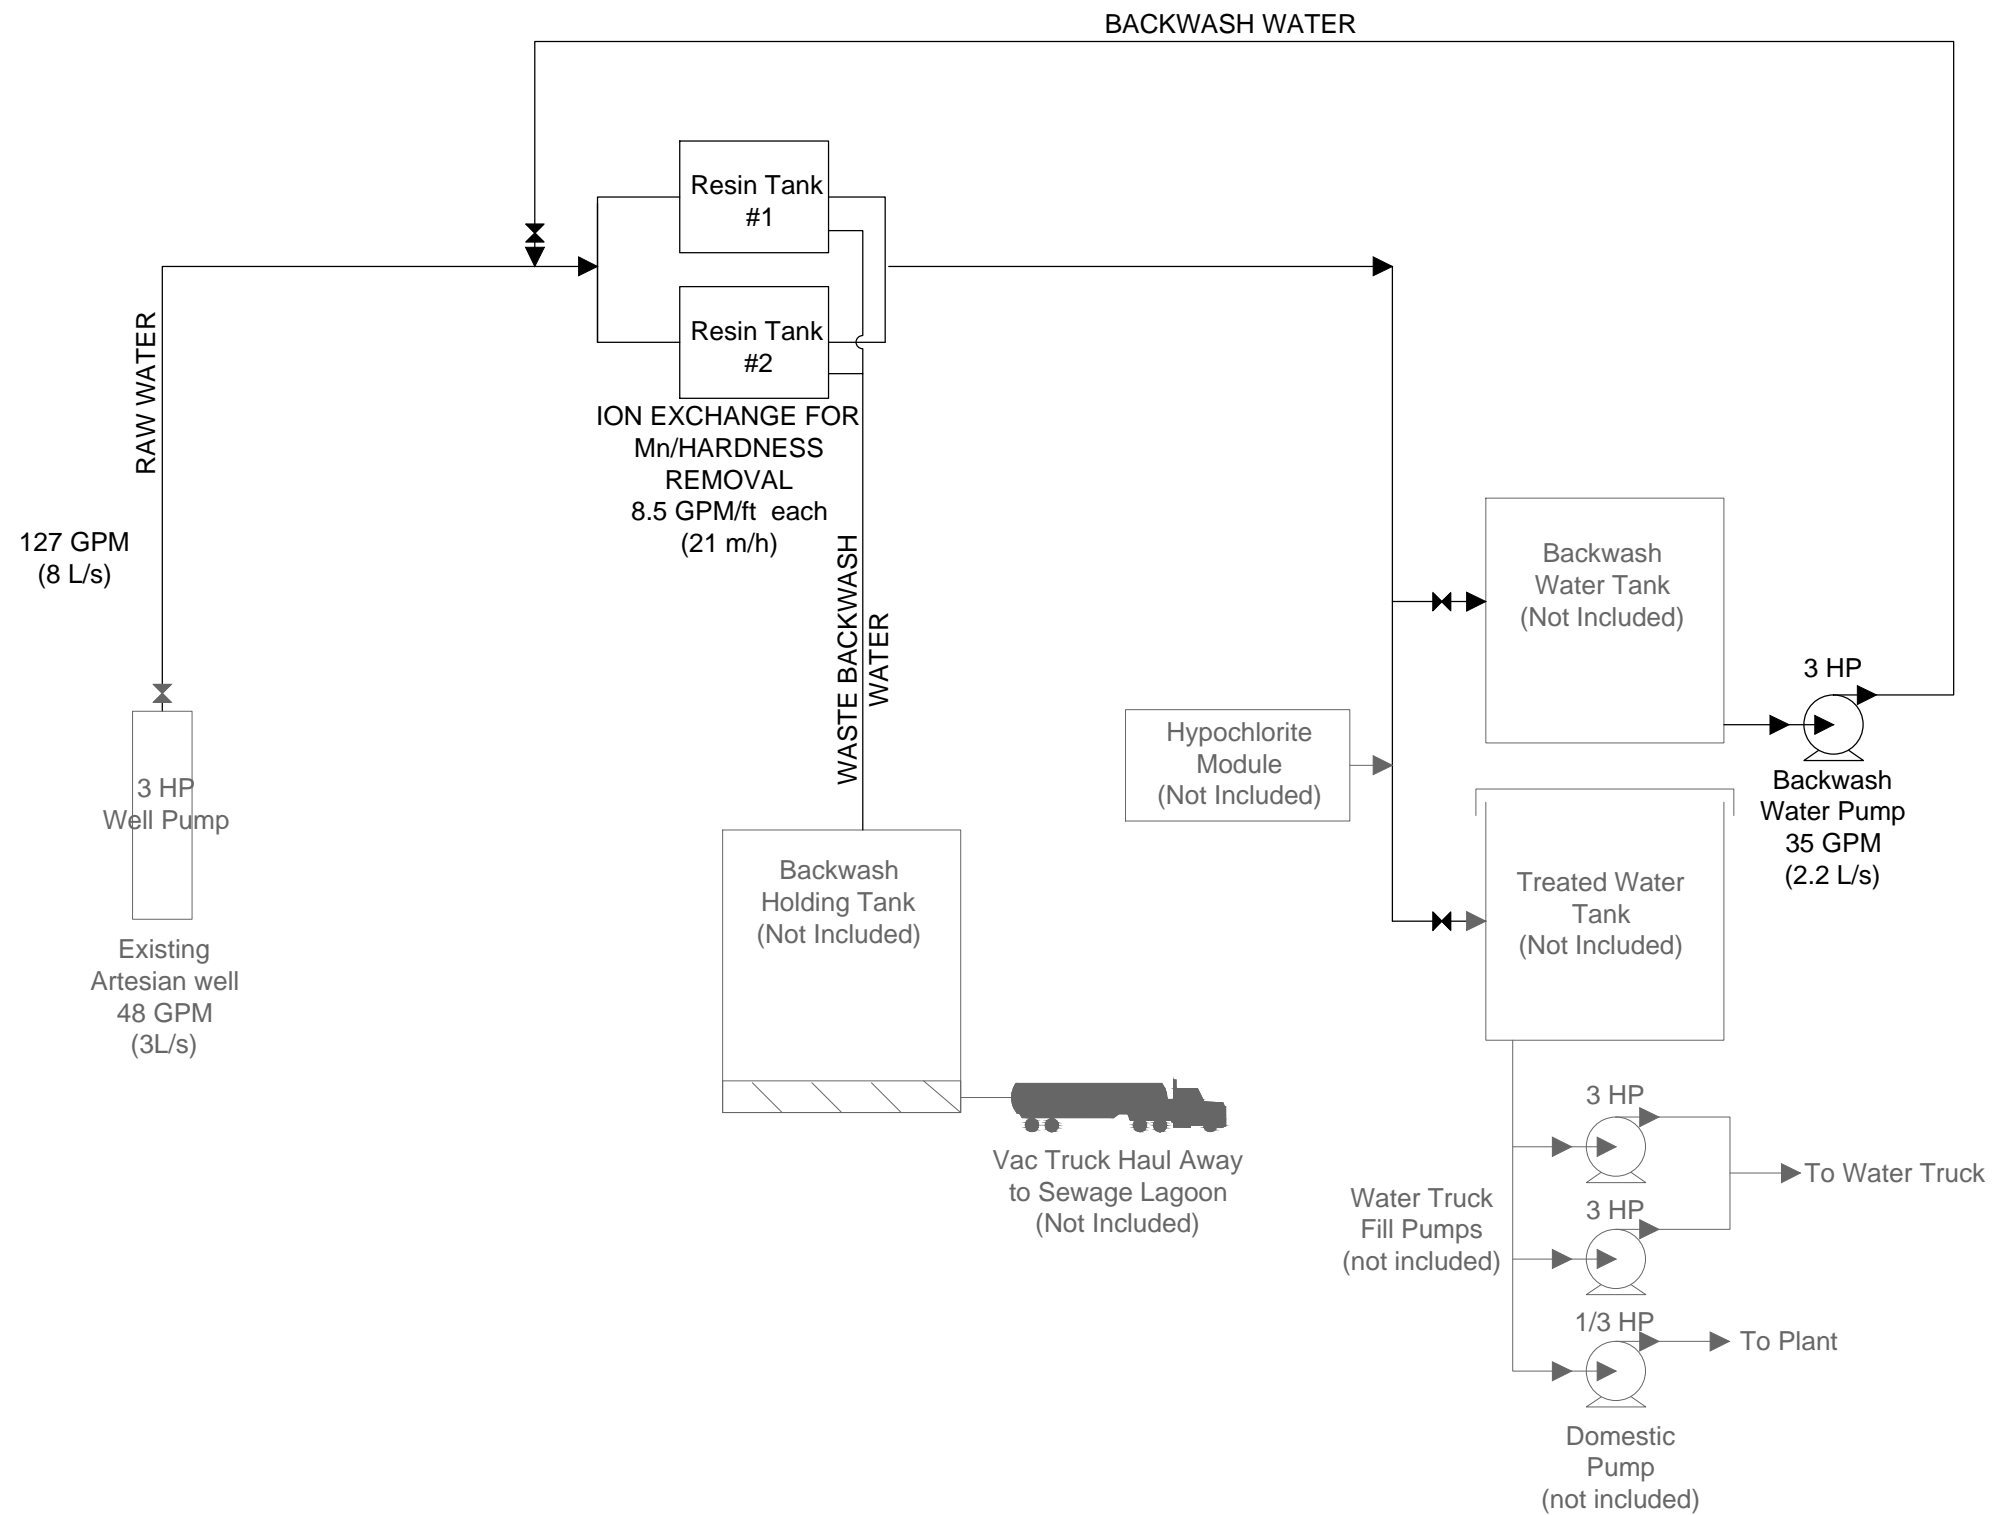 BACKWASH WATER
Resin Tank
#1
Resin Tank
#2
ION EXCHANGE FOR
Mn/HARDNESS
REMOVAL
8.5 GPM/ft each
(21 m/h)
RAW WATER
127 GPM
(8 L/s)
3 HP
Well Pump
Existing
Artesian well
48 GPM
(3L/s)
WASTE BACKWASH
WATER
Backwash
Holding Tank
(Not Included)
Vac Truck Haul Away
to Sewage Lagoon
(Not Included)
Hypochlorite
Module
(Not Included)
Backwash
Water Tank
(Not Included)
3 HP
Backwash
Water Pump
35 GPM
(2.2 L/s)
Treated Water
Tank
(Not Included)
3 HP
To Water Truck
Water Truck
Fill Pumps
(not included)
3 HP
1/3 HP
To Plant
Domestic
Pump
(not included)